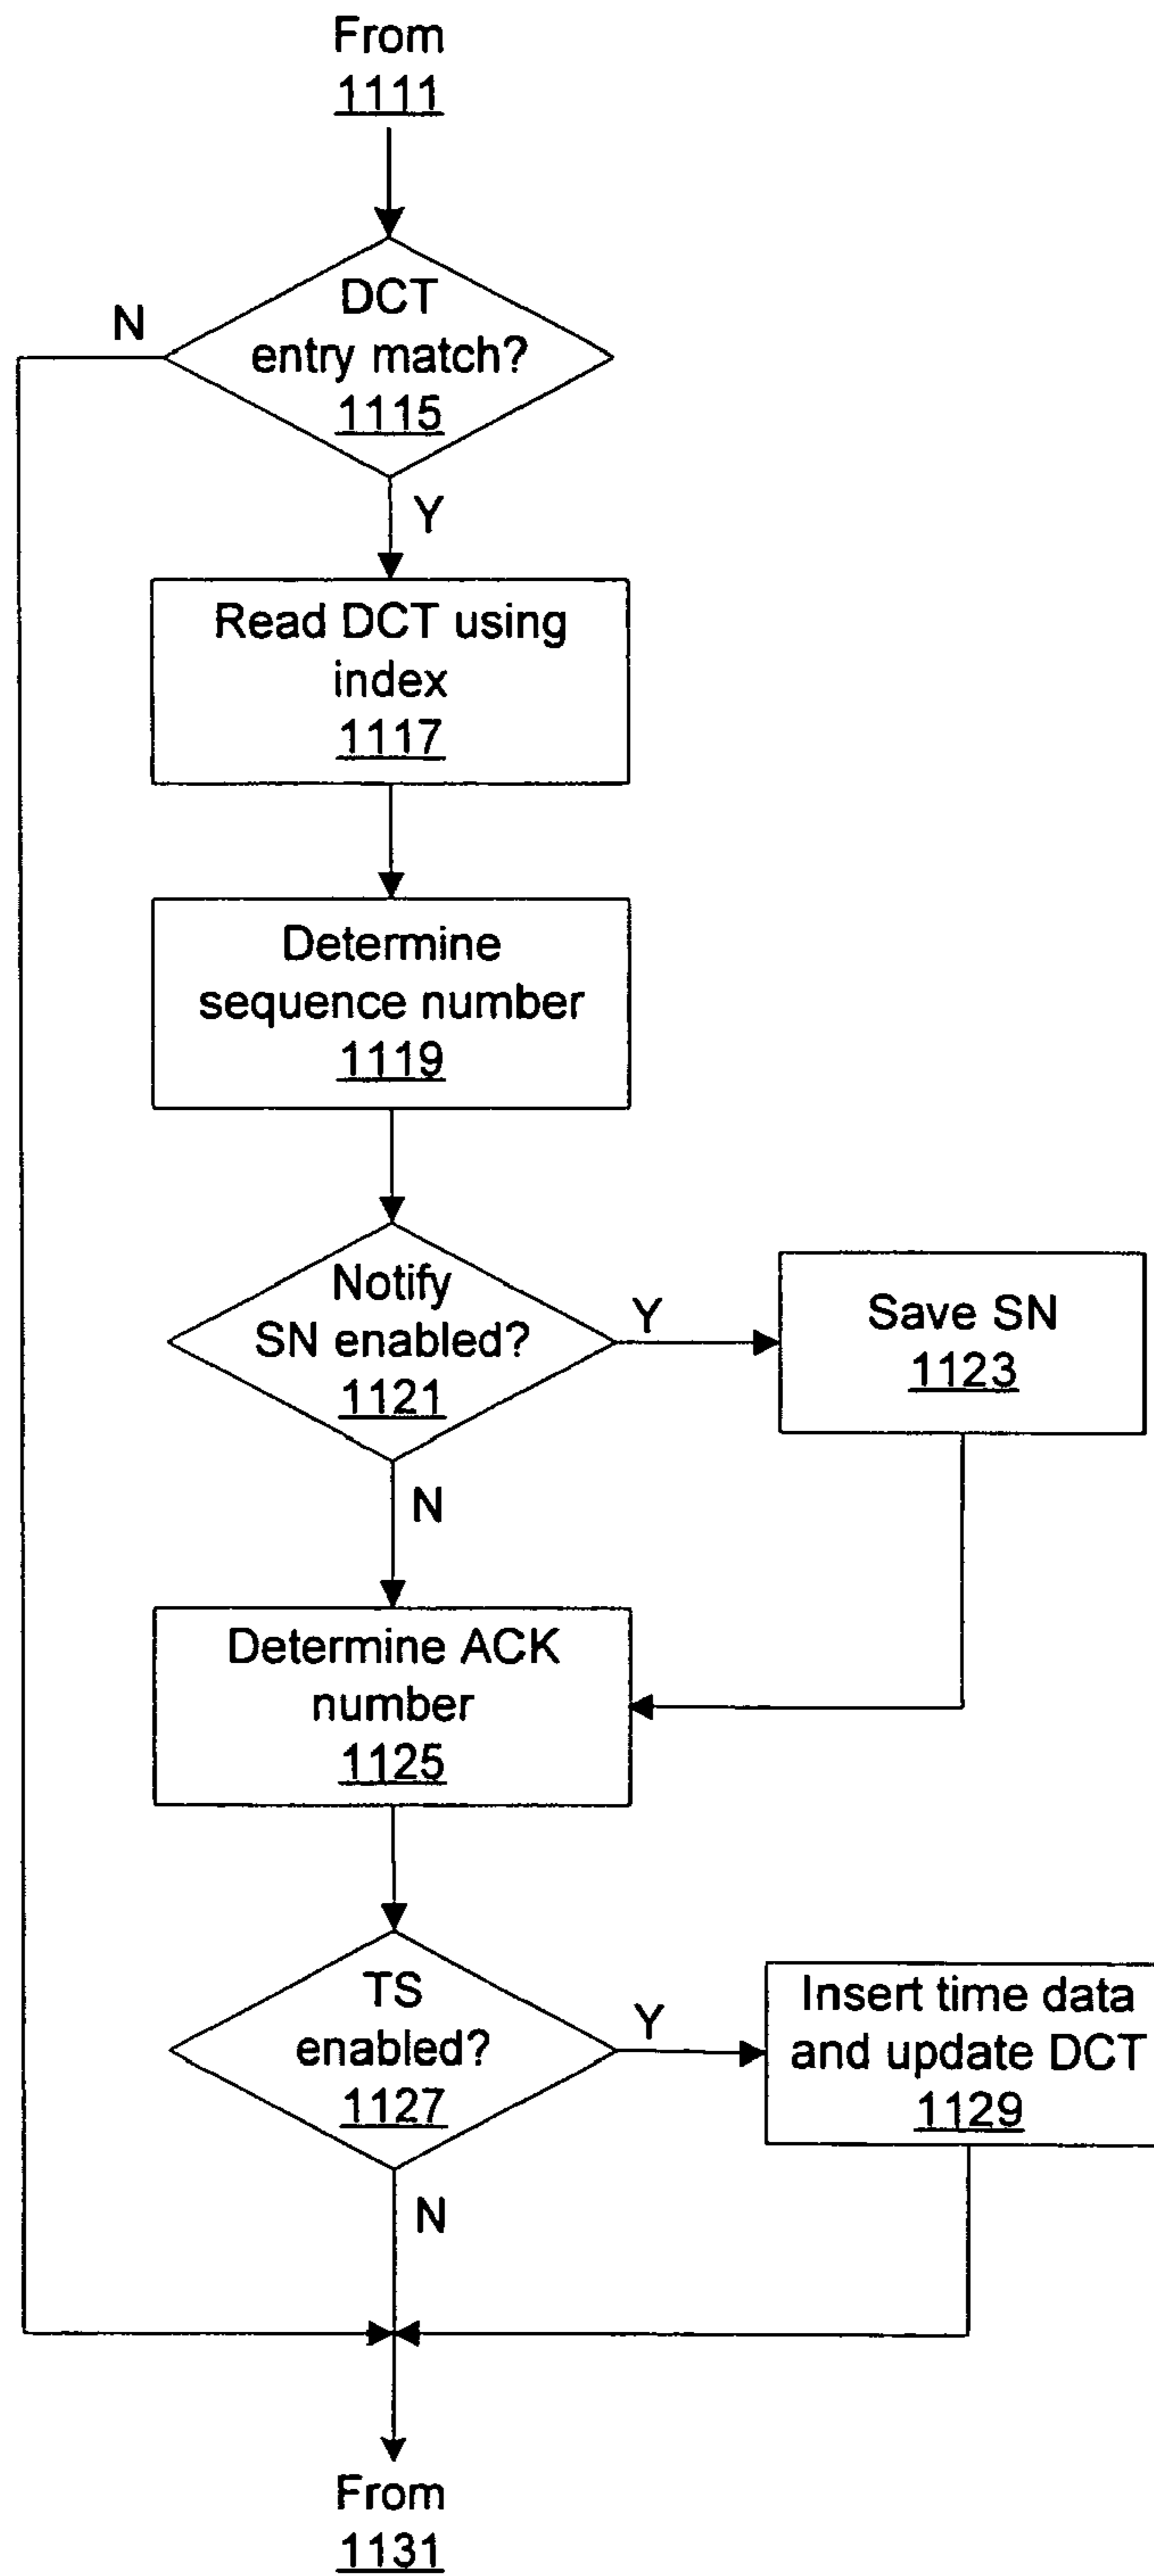 From
1111
DCT
entry match?
1115
N
Y
Read DCT using
index
1117
Determine
sequence number
1119
Notify
SN enabled?
1121
Y
Save SN
1123
N
Determine ACK
number
1125
TS
enabled?
1127
Y
Insert time data
and update DCT
1129
N
From
1131